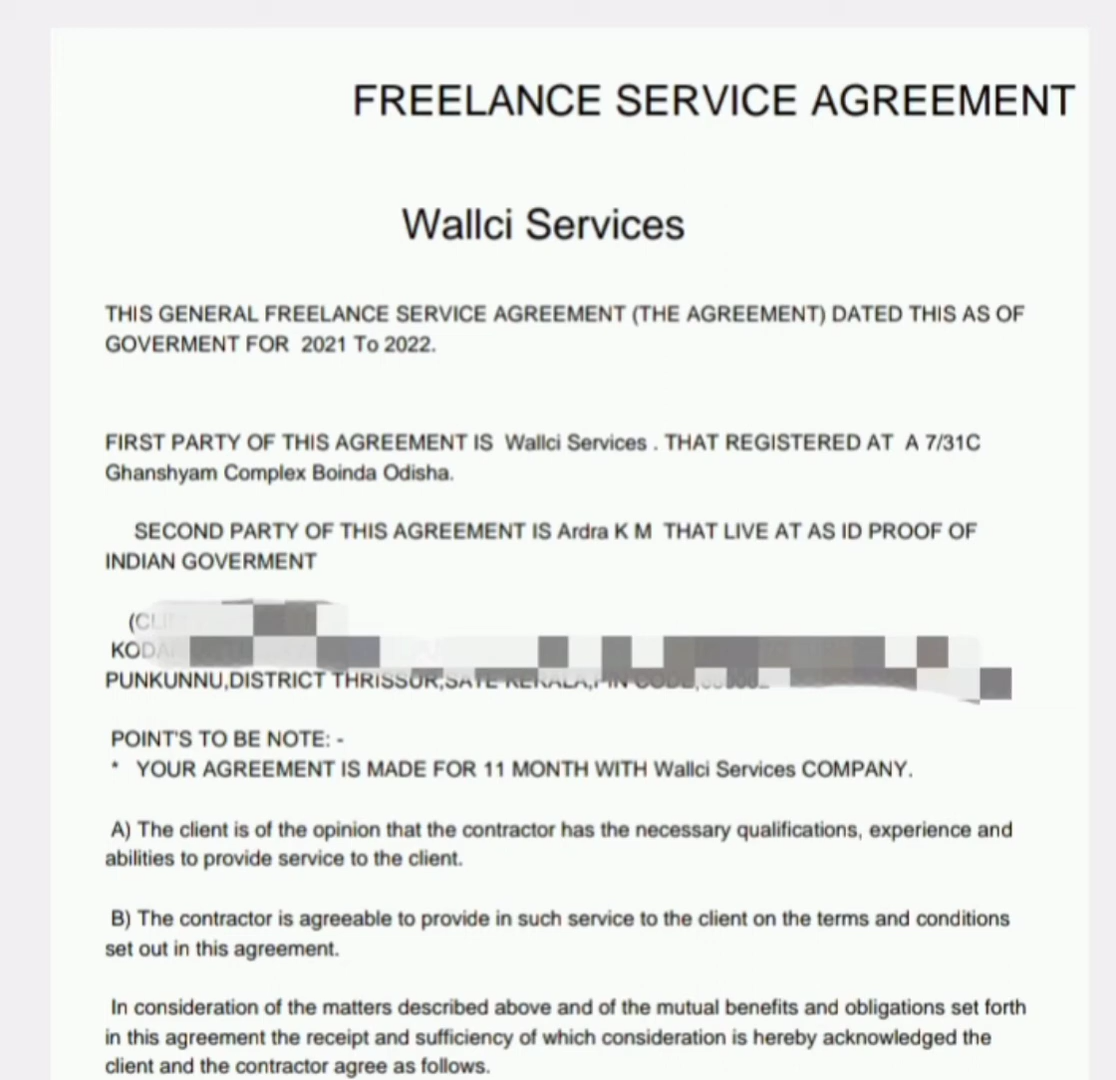 FREELANCE SERVICE AGREEMENT
Wallci Services
THIS GENERAL FREELANCE SERVICE AGREEMENT (THE AGREEMENT) DATED THIS AS OF
GOVERMENT FOR 2021 To 2022.
FIRST PARTY OF THIS AGREEMENT IS Wallci Services . THAT REGISTERED AT A 7/31C
Ghanshyam Complex Boinda Odisha.
SECOND PARTY OF THIS AGREEMENT IS Ardra K M THAT LIVE AT AS ID PROOF OF
INDIAN GOVERMENT
PUNKUNNU,DISTRICT THRISSUR,SATE KERALA,PIN CODE,
POINT'S TO BE NOTE: -
* YOUR AGREEMENT IS MADE FOR 11 MONTH WITH Wallci Services COMPANY.
A) The client is of the opinion that the contractor has the necessary qualifications, experience and
abilities to provide service to the client.
B) The contractor is agreeable to provide in such service to the client on the terms and conditions
set out in this agreement.
In consideration of the matters described above and of the mutual benefits and obligations set forth
in this agreement the receipt and sufficiency of which consideration is hereby acknowledged the
client and the contractor agree as follows.